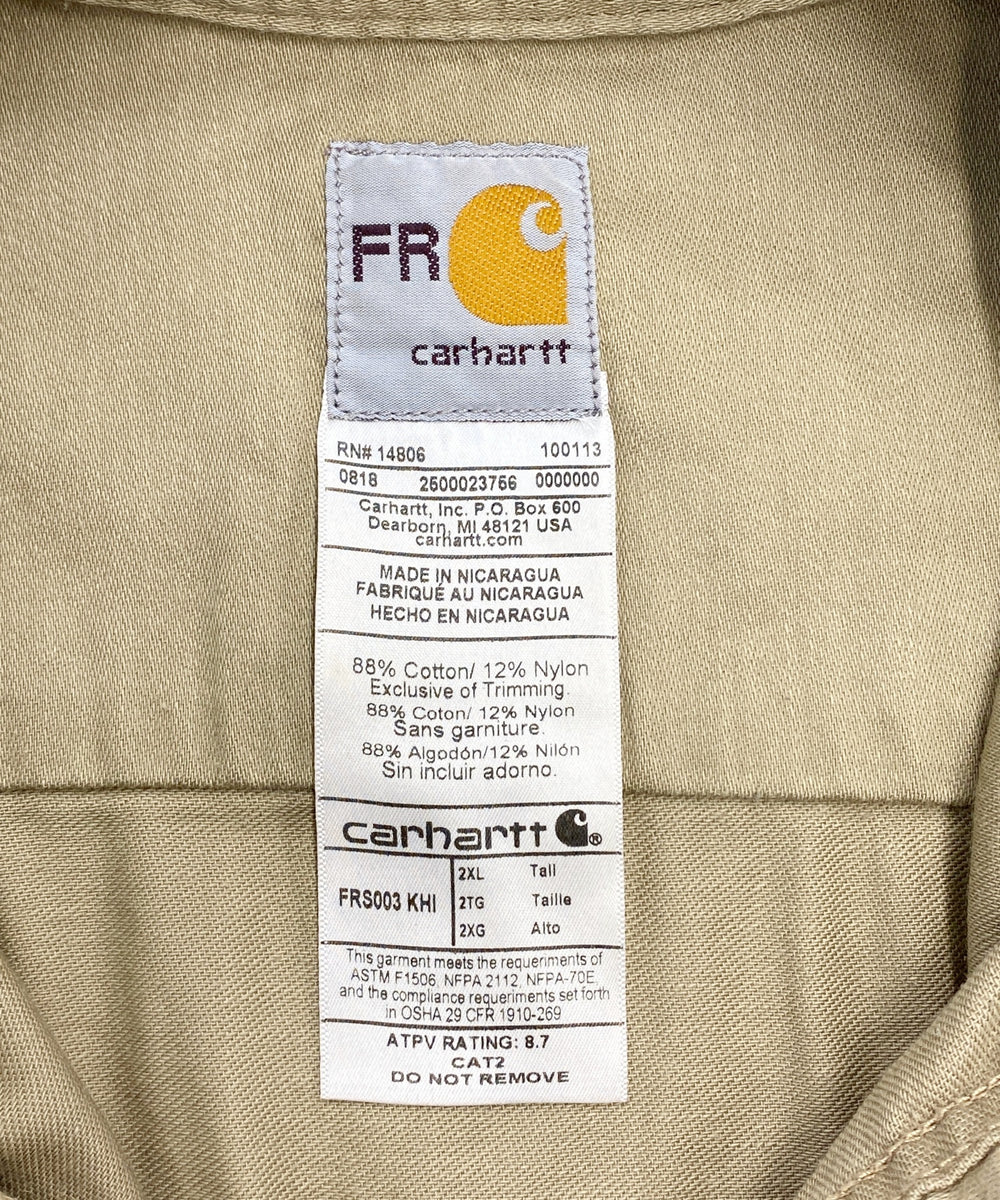 FR
carhartt
RN# 14806 100113
0818 2500023756 0000000
Carhartt, Inc. P.O. Box 600
Dearborn, MI 48121 USA
carhartt.com
MADE IN NICARAGUA
FABRIQUÉ AU NICARAGUA
HECHO EN NICARAGUA
88% Cotton/ 12% Nylon
Exclusive of Trimming.
88% Coton/ 12% Nylon
Sans garniture.
88% Algodón/12% Nilón
Sin incluir adorno.
carhartt ®
FRS003 KHI
2XL Tall
2TG Taille
2XG Alto
This garment meets the requeriments of
ASTM F1506, NFPA 2112, NFPA-70E,
and the compliance requeriments set forth
in OSHA 29 CFR 1910-269
ATPV RATING: 8.7
CAT2
DO NOT REMOVE